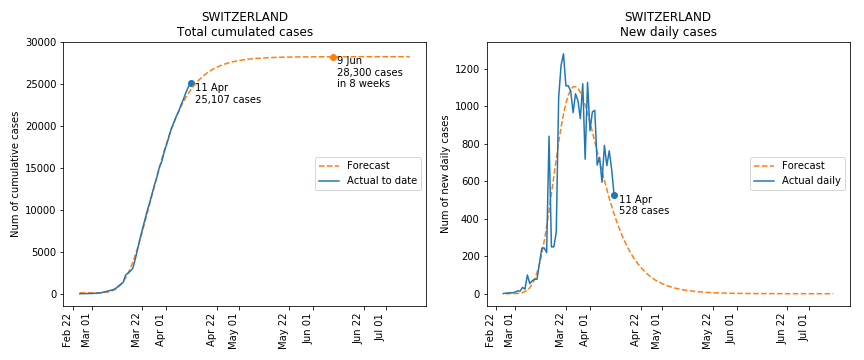 SWITZERLAND
Total cumulated cases
Num of cumulative cases
30000
25000
20000
15000
10000
5000
0
9 Jun
28,300 cases
in 8 weeks
11 Apr
25,107 cases
Forecast
Actual to date
Feb 22
Mar 01
Mar 22
Apr 01
Apr 22
May 01
May 22
Jun 01
Jun 22
Jul 01
SWITZERLAND
New daily cases
Num of new daily cases
1200
1000
800
600
400
200
0
11 Apr
528 cases
Forecast
Actual daily
Feb 22
Mar 01
Mar 22
Apr 01
Apr 22
May 01
May 22
Jun 01
Jun 22
Jul 01